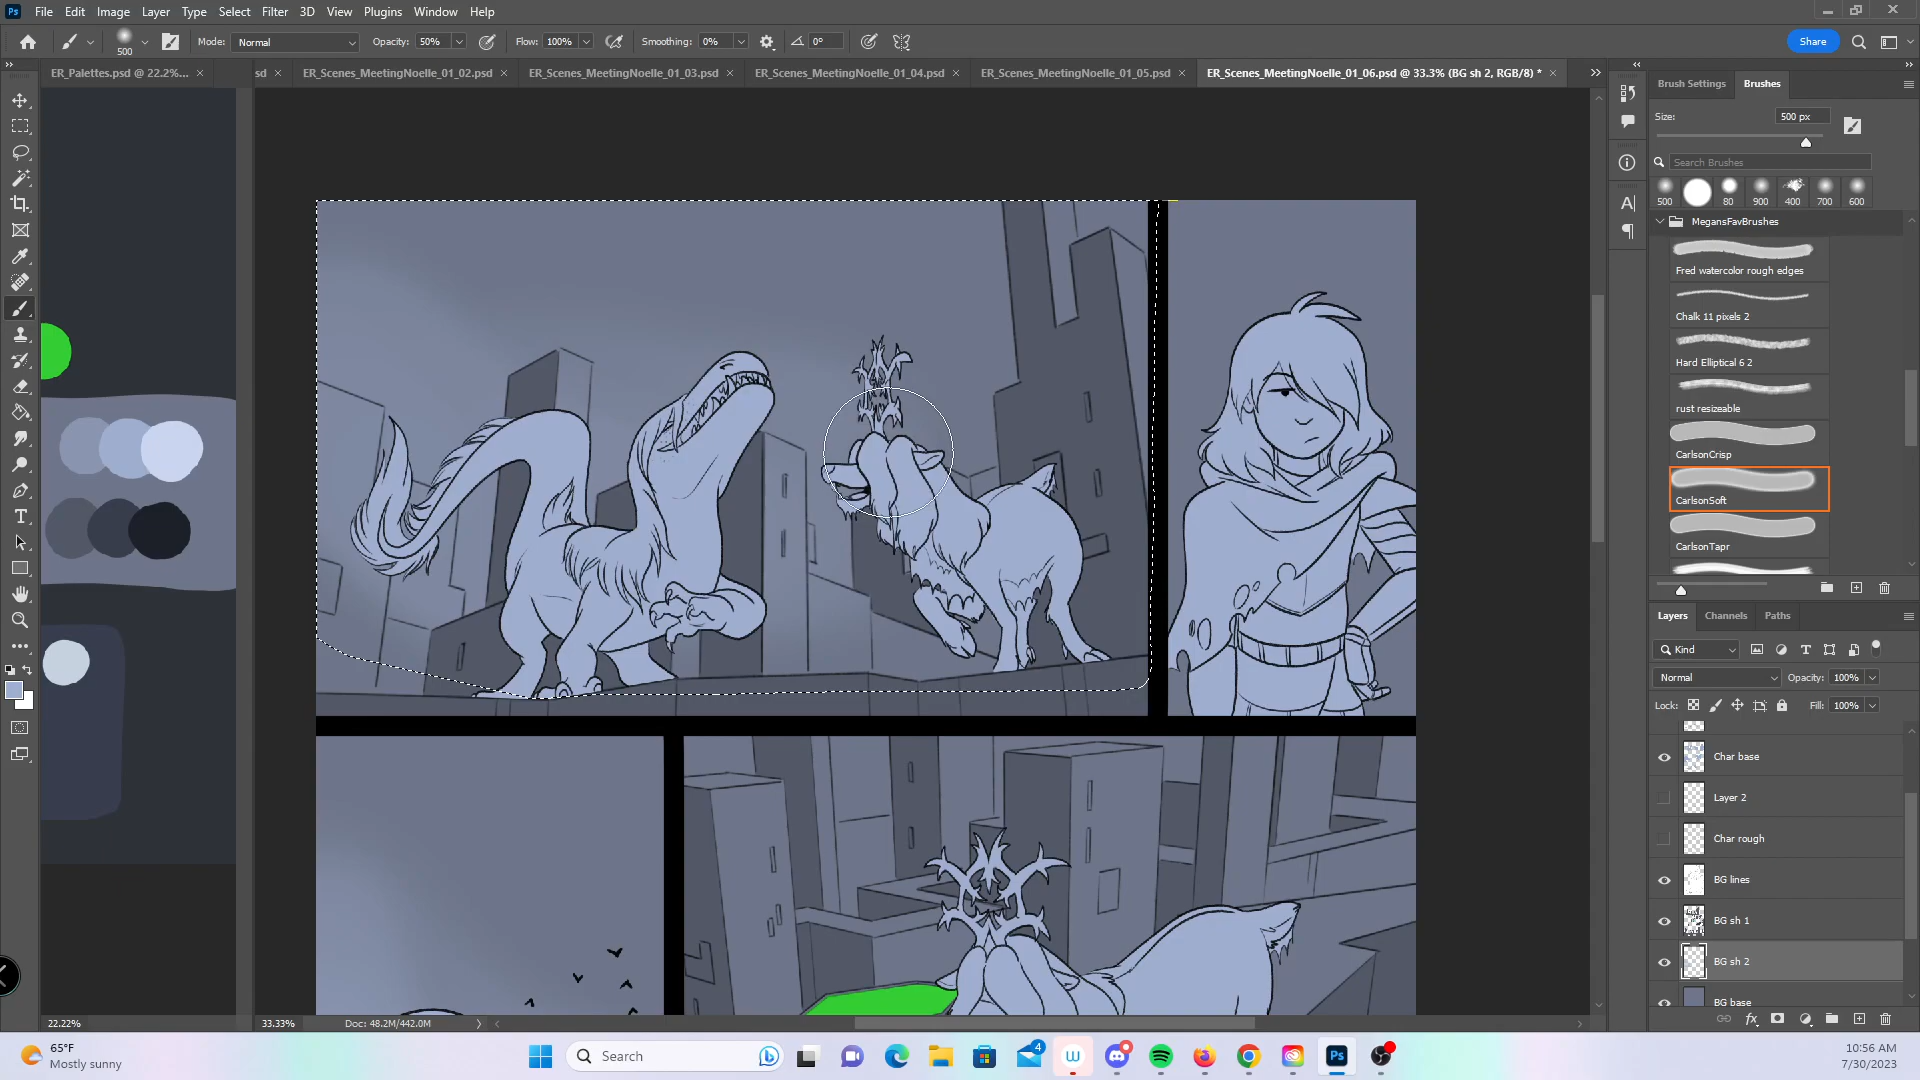 Ps File Edit Image Layer Type Select Filter 3D View Plugins Window Help
500 Mode: Normal Opacity: 50% Flow: 100% Smoothing: 0% 0° Share
ER_Palettes.psd @ 22.2%... × sd × ER_Scenes_MeetingNoelle_01_02.psd × ER_Scenes_MeetingNoelle_01_03.psd × ER_Scenes_MeetingNoelle_01_04.psd × ER_Scenes_MeetingNoelle_01_05.psd × ER_Scenes_MeetingNoelle_01_06.psd @ 33.3% (BG sh 2, RGB/8) * ×
Brush Settings Brushes
Size: 500 px
Search Brushes
500 80 900 400 700 600
MegansFavBrushes
Fred watercolor rough edges
Chalk 11 pixels 2
Hard Elliptical 6 2
rust resizeable
CarlsonCrisp
CarlsonSoft
CarlsonTapr
Layers Channels Paths
Kind
Normal Opacity: 100%
Lock: Fill: 100%
Char base
Layer 2
Char rough
BG lines
BG sh 1
BG sh 2
BG base
22.22% 33.33% Doc: 48.2M/442.0M
65°F
Mostly sunny
Search
4
Ps
10:56 AM
7/30/2023